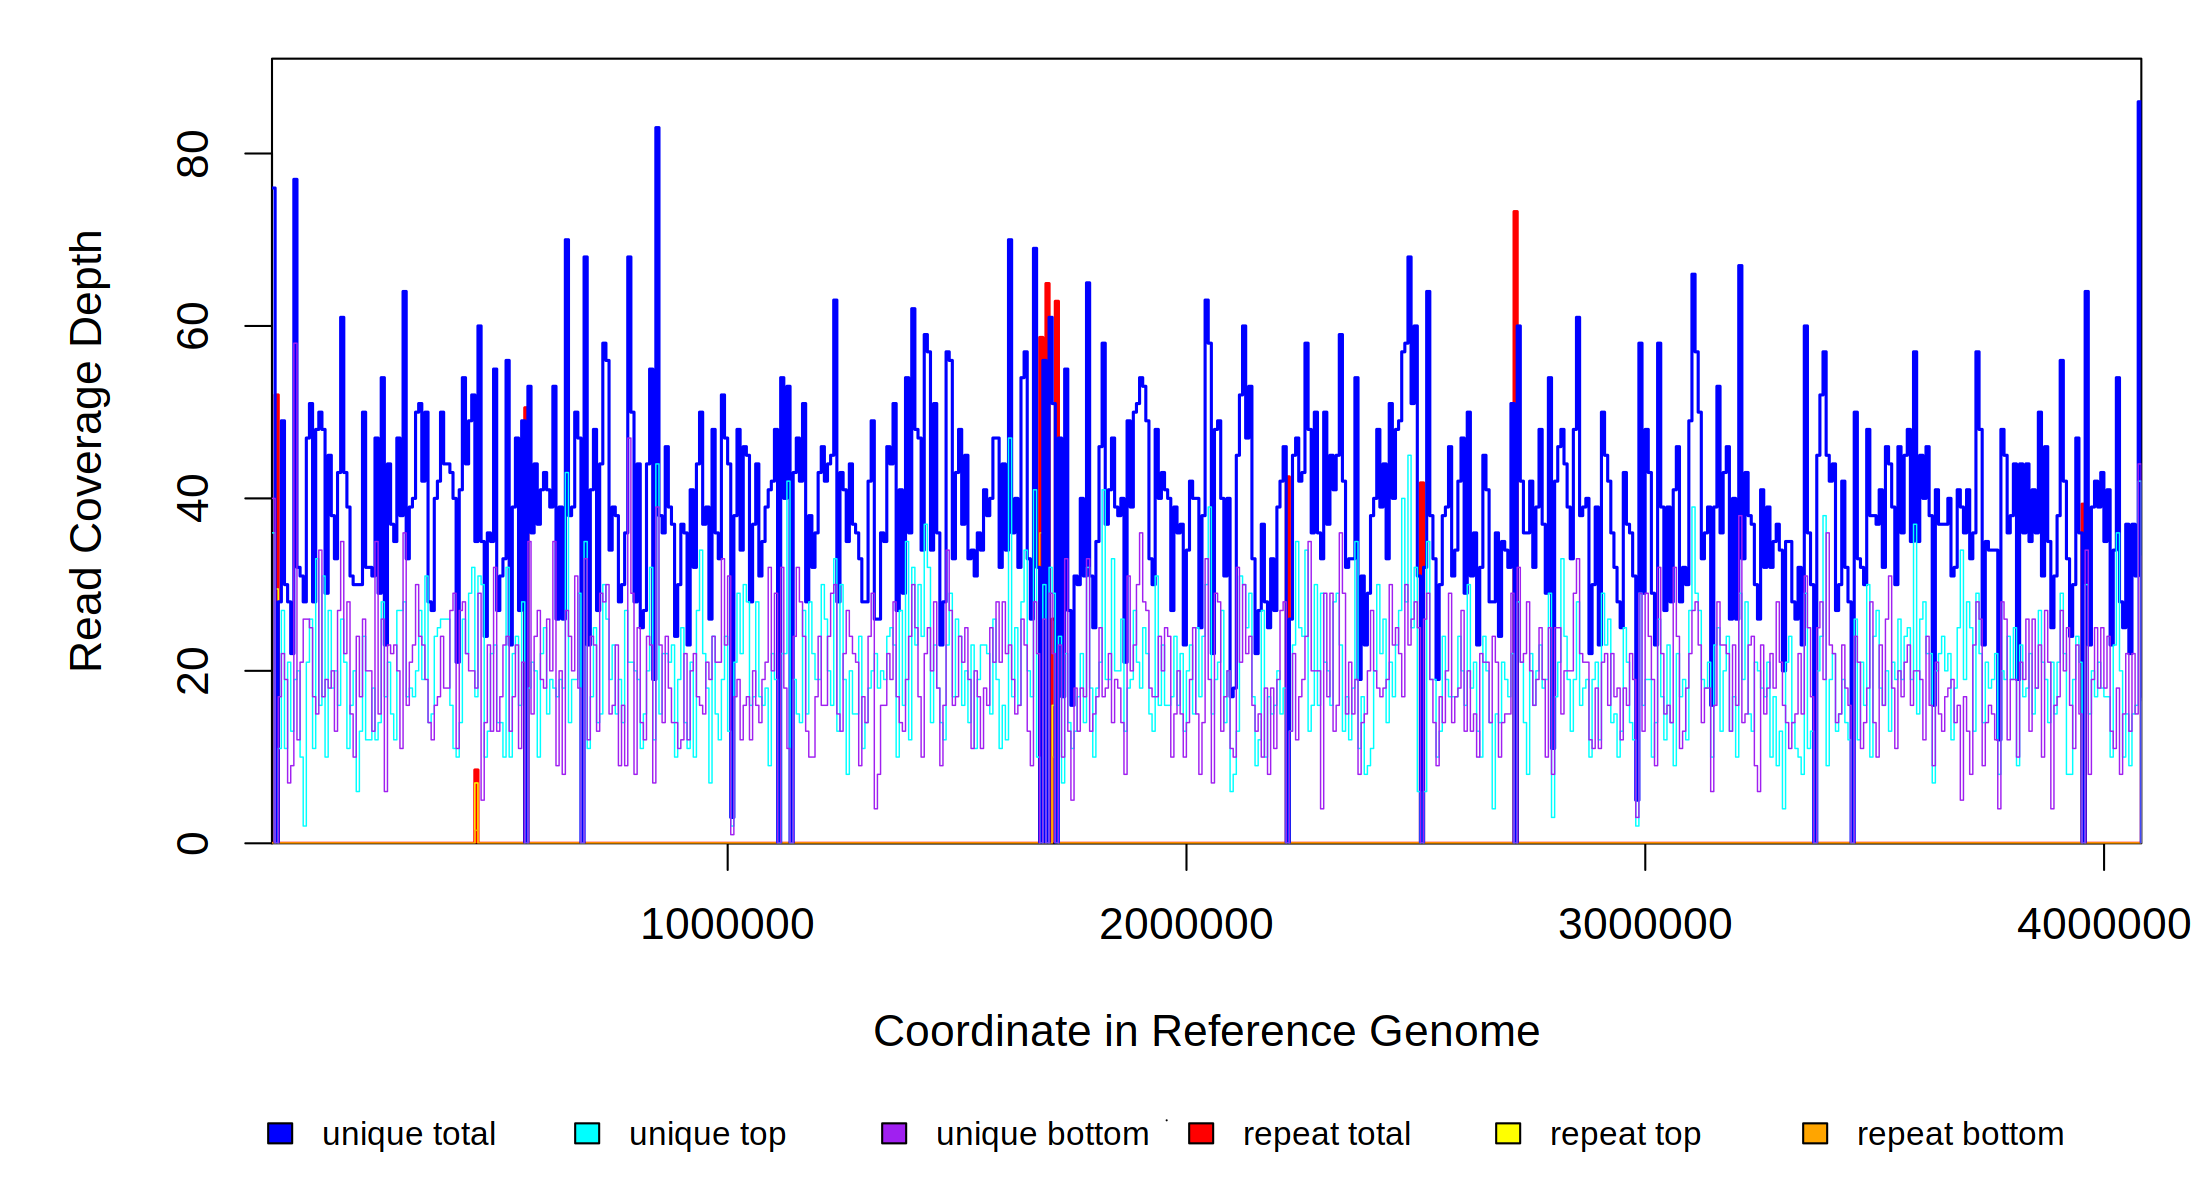 Read Coverage Depth
80
60
40
20
0
1000000 2000000 3000000 4000000
Coordinate in Reference Genome
unique total unique top unique bottom repeat total repeat top repeat bottom